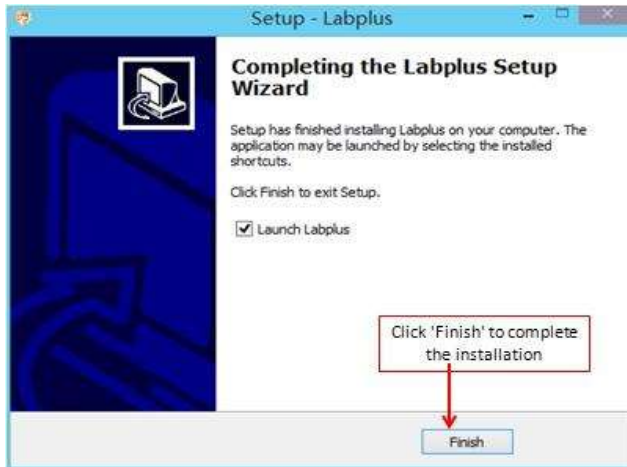 Setup - Labplus
Completing the Labplus Setup
Wizard
Setup has finished installing Labplus on your computer. The
application may be launched by selecting the installed
shortcuts.
Click Finish to exit Setup.
Launch Labplus
Click 'Finish' to complete
the installation
Finish